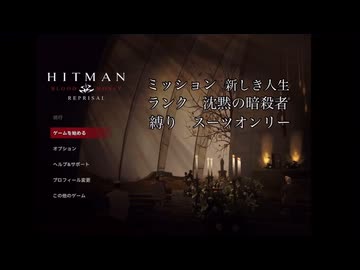 HITMAN
BLOOD MONEY
REPRISAL
ミッション 新しき人生
ランク 沈黙の暗殺者
縛り スーツオンリー
続行
ゲームを始める
オプション
ヘルプ&サポート
プロフィール変更
この他のゲーム